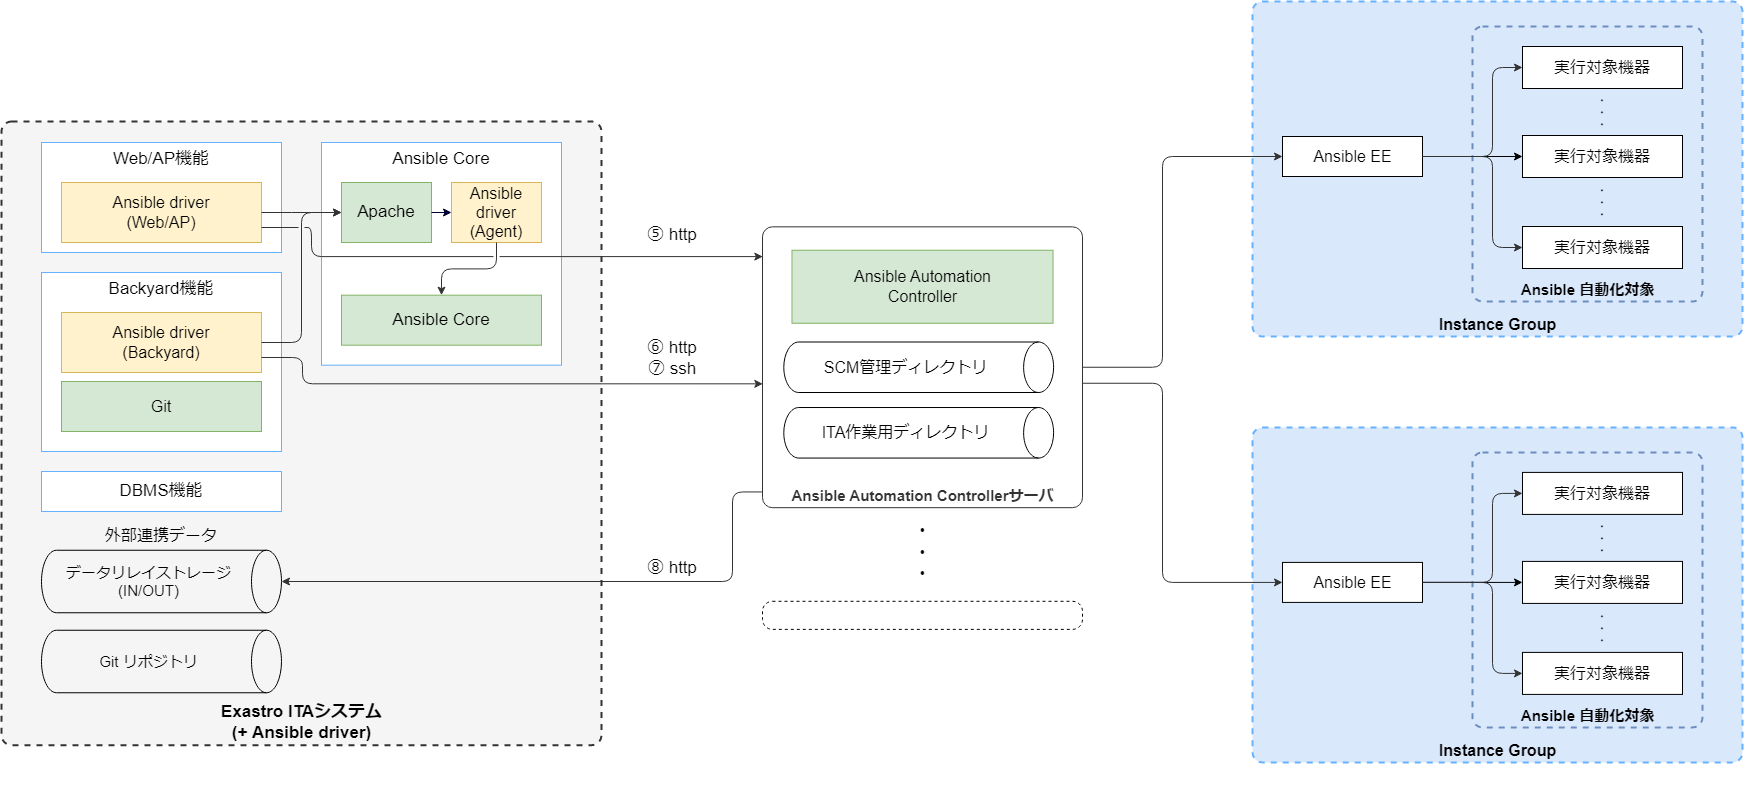 Web/AP機能
Ansible driver
(Web/AP)
Ansible Core
Apache
Ansible
driver
(Agent)
Ansible Core
Backyard機能
Ansible driver
(Backyard)
Git
DBMS機能
外部連携データ
データリレイストレージ
(IN/OUT)
Git リポジトリ
Exastro ITAシステム
(+ Ansible driver)
⑤ http
⑥ http
⑦ ssh
⑧ http
Ansible Automation
Controller
SCM管理ディレクトリ
ITA作業用ディレクトリ
Ansible Automation Controllerサーバ
Ansible EE
実行対象機器
実行対象機器
実行対象機器
Ansible 自動化対象
Instance Group
Ansible EE
実行対象機器
実行対象機器
実行対象機器
Ansible 自動化対象
Instance Group